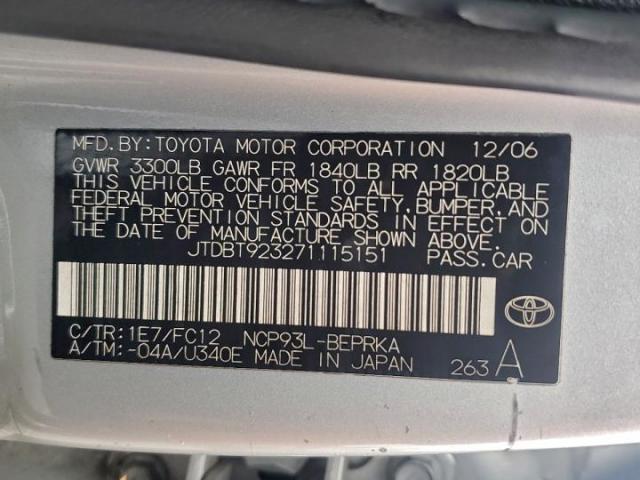 MFD.BY:TOYOTA MOTOR CORPORATION 12/06
GVWR 3300LB GAWR FR 1840LB RR 1820LB
THIS VEHICLE CONFORMS TO ALL APPLICABLE
FEDERAL MOTOR VEHICLE SAFETY, BUMPER, AND
THEFT PREVENTION STANDARDS IN EFFECT ON
THE DATE OF MANUFACTURE SHOWN ABOVE.
JTDBT923271115151 PASS.CAR
C/TR:1E7/FC12 NCP93L-BEPRKA
A/TM:-04A/U340E MADE IN JAPAN 263 A